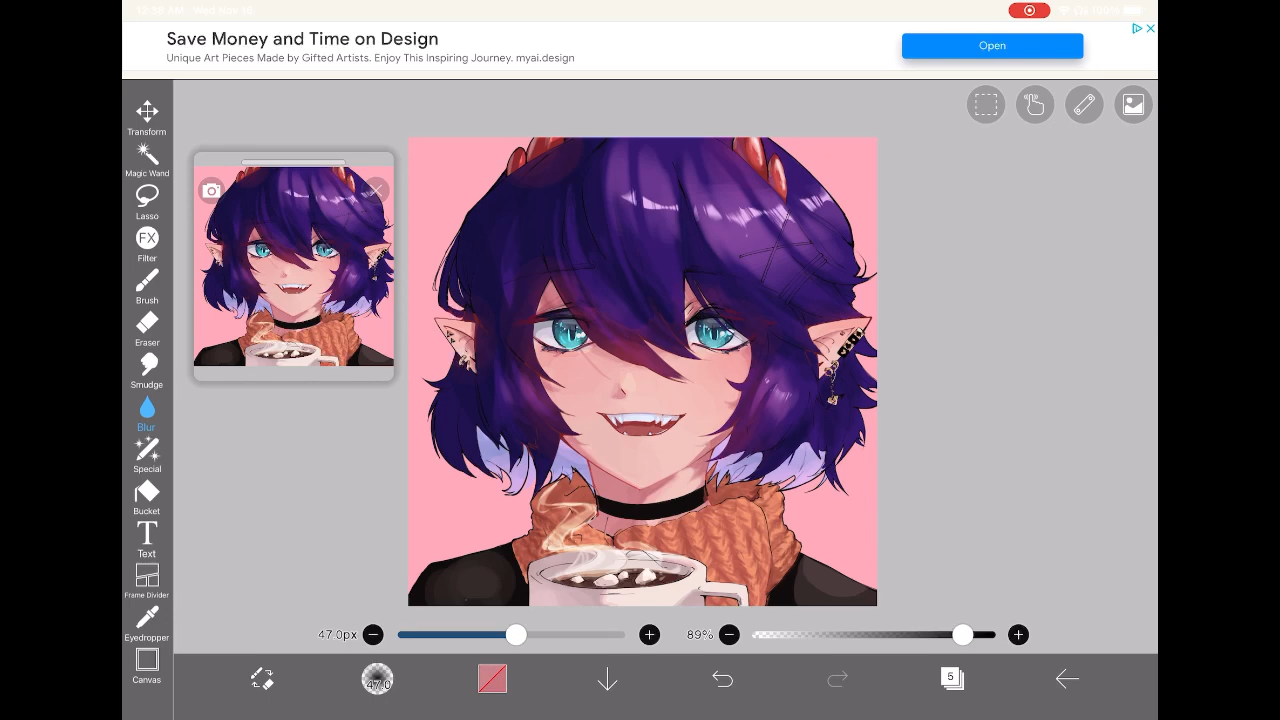 Save Money and Time on Design
Unique Art Pieces Made by Gifted Artists. Enjoy This Inspiring Journey. myai.design
Open
Transform
Magic Wand
Lasso
FX
Filter
Brush
Eraser
Smudge
Blur
Special
Bucket
T
Text
Frame Divider
Eyedropper
Canvas
47.0px
89%
47.0
5